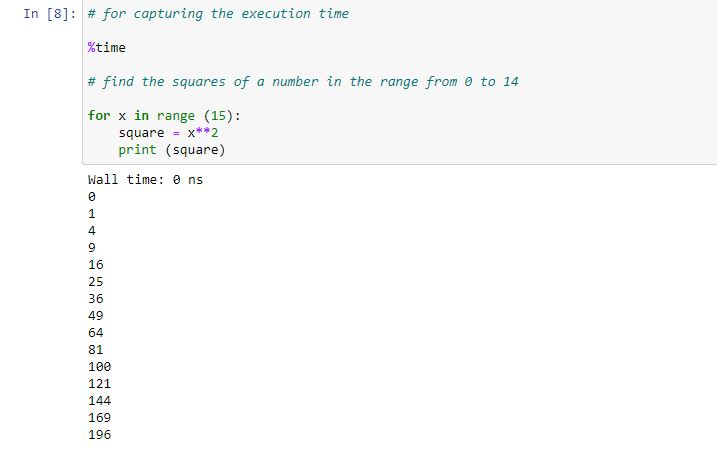 In [8]: # for capturing the execution time
%time
# find the squares of a number in the range from 0 to 14
for x in range (15):
    square = x**2
    print (square)
Wall time: 0 ns
0
1
4
9
16
25
36
49
64
81
100
121
144
169
196